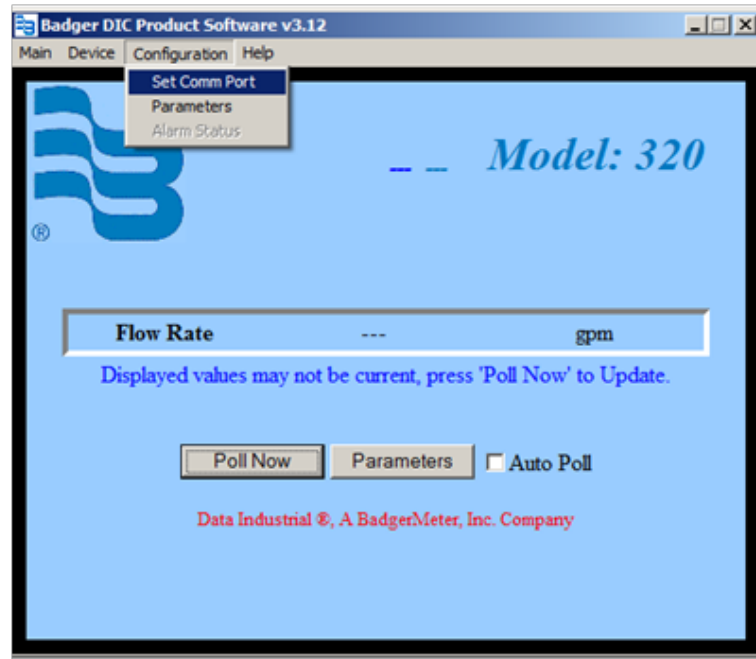 Badger DIC Product Software v3.12
Main Device Configuration Help
Set Comm Port
Parameters
Alarm Status
--- --- Model: 320
®
Flow Rate --- gpm
Displayed values may not be current, press 'Poll Now' to Update.
Poll Now Parameters Auto Poll
Data Industrial ®, A BadgerMeter, Inc. Company